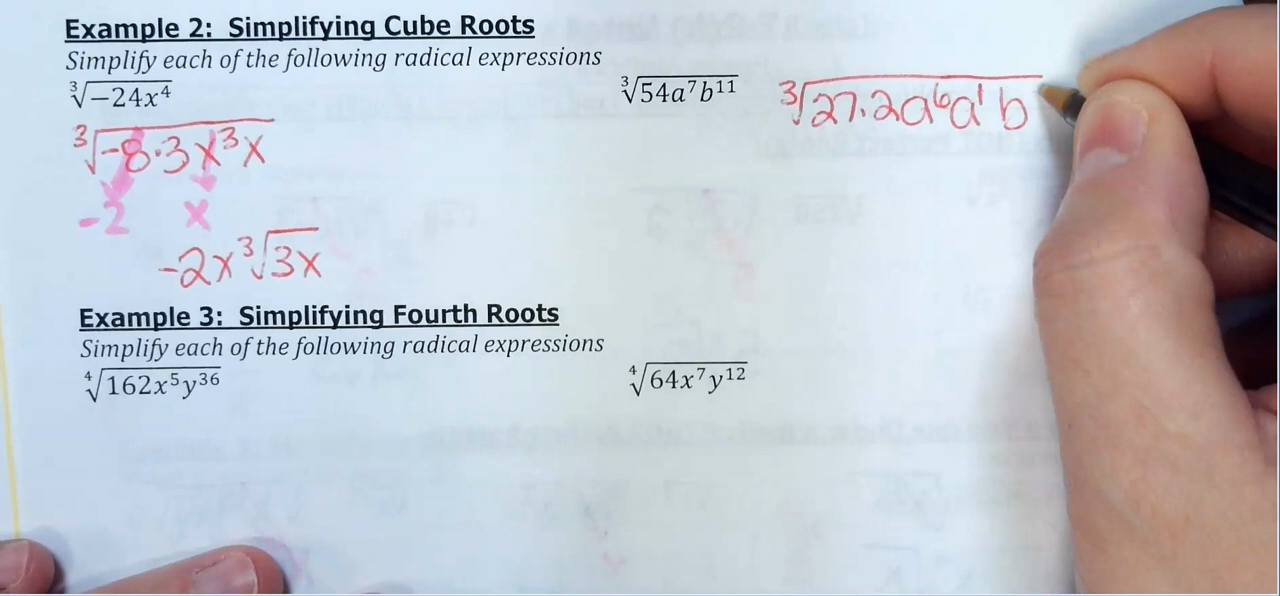 Example 2: Simplifying Cube Roots
Simplify each of the following radical expressions
∛(−24x⁴)
∛(-8·3x³x)
-2 x
-2x∛(3x)
∛(54a⁷b¹¹) ∛(27·2a⁶a¹b
Example 3: Simplifying Fourth Roots
Simplify each of the following radical expressions
∜(162x⁵y³⁶) ∜(64x⁷y¹²)